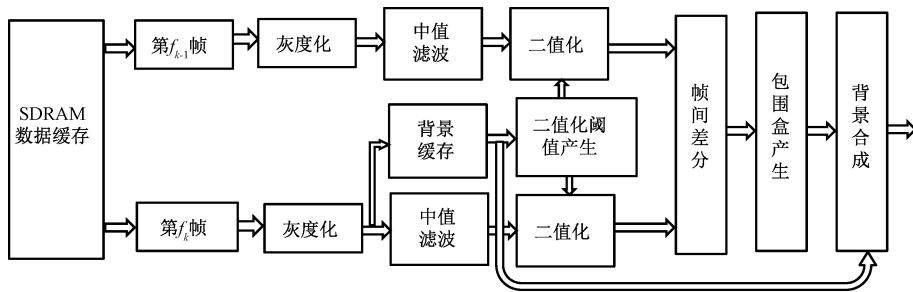 SDRAM
数据缓存
第fk-1帧
灰度化
中值
滤波
二值化
背景
缓存
二值化阈
值产生
第fk帧
灰度化
中值
滤波
二值化
帧间差分
包围盒产生
背景合成